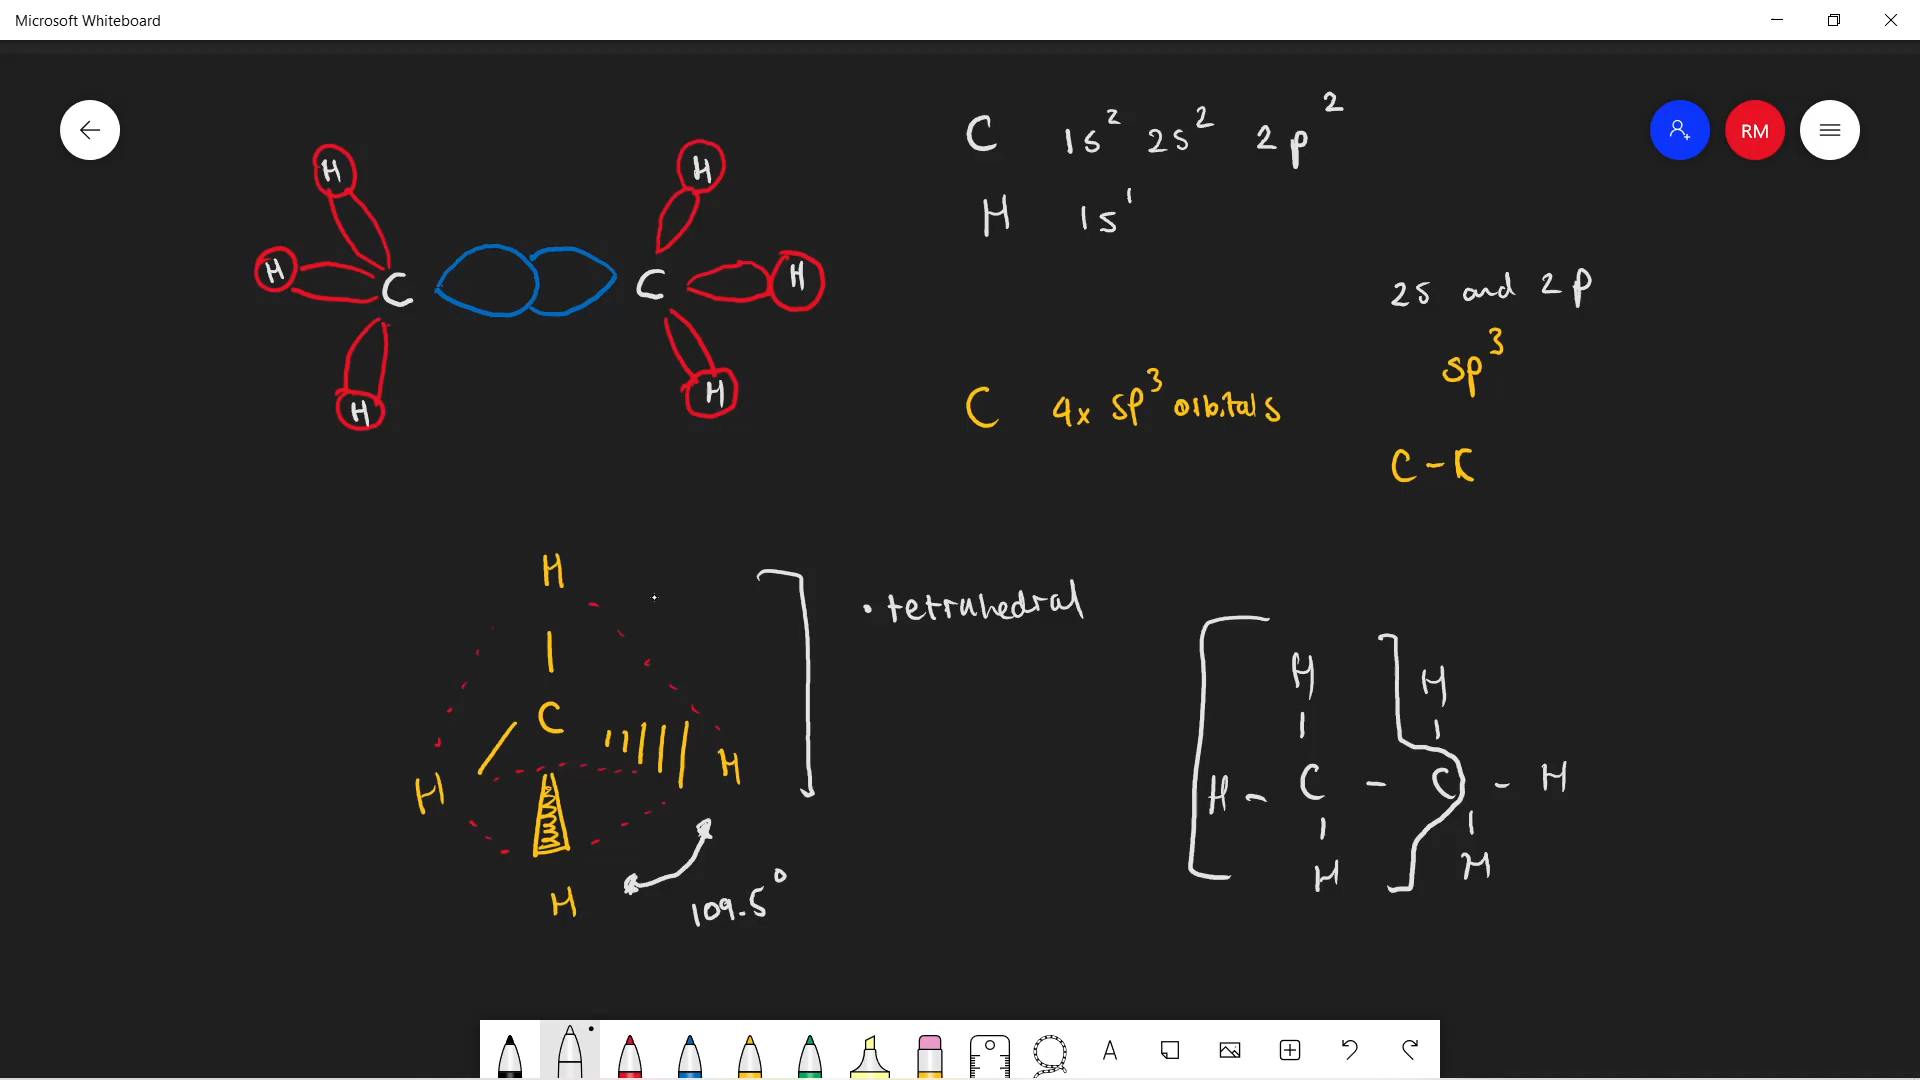 Microsoft Whiteboard
RM
C 1s² 2s² 2p²
H 1s¹
H H
H C C H
H H
2s and 2p
sp³
C 4x sp³ orbitals
C - C
H
• tetrahedral
C
H H
H
109.5°
H H
H - C - C - H
H H
A